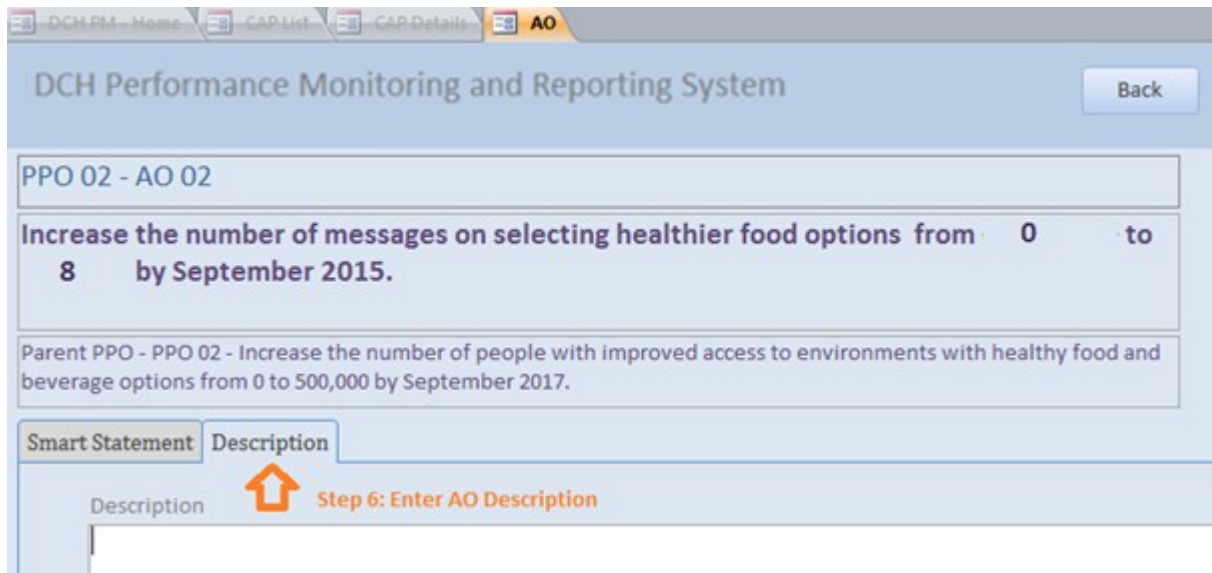 DCH PM - Home CAP List CAP Details AO
DCH Performance Monitoring and Reporting System
Back
PPO 02 - AO 02
Increase the number of messages on selecting healthier food options from 0 to
8 by September 2015.
Parent PPO - PPO 02 - Increase the number of people with improved access to environments with healthy food and
beverage options from 0 to 500,000 by September 2017.
Smart Statement Description
Step 6: Enter AO Description
Description